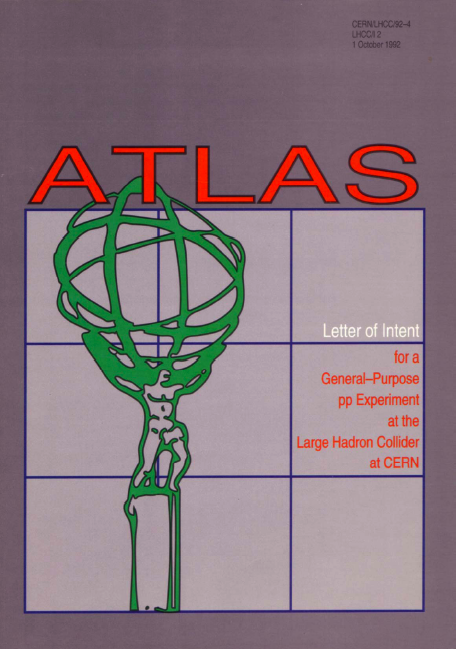 CERN/LHCC/92–4
LHCC/I 2
1 October 1992
ATLAS
Letter of Intent
for a
General–Purpose
pp Experiment
at the
Large Hadron Collider
at CERN